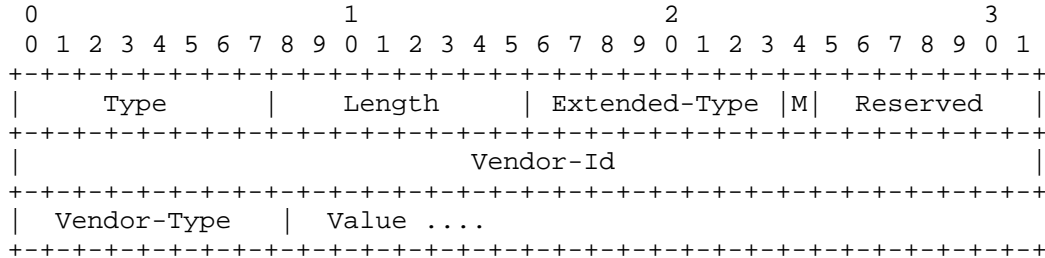 0                   1                   2                   3
 0 1 2 3 4 5 6 7 8 9 0 1 2 3 4 5 6 7 8 9 0 1 2 3 4 5 6 7 8 9 0 1
+-+-+-+-+-+-+-+-+-+-+-+-+-+-+-+-+-+-+-+-+-+-+-+-+-+-+-+-+-+-+-+-+
|     Type      |    Length     | Extended-Type |M|  Reserved   |
+-+-+-+-+-+-+-+-+-+-+-+-+-+-+-+-+-+-+-+-+-+-+-+-+-+-+-+-+-+-+-+-+
|                            Vendor-Id                          |
+-+-+-+-+-+-+-+-+-+-+-+-+-+-+-+-+-+-+-+-+-+-+-+-+-+-+-+-+-+-+-+-+
|  Vendor-Type   |  Value ....
+-+-+-+-+-+-+-+-+-+-+-+-+-+-+-+-+-+-+-+-+-+-+-+-+-+-+-+-+-+-+-+-+